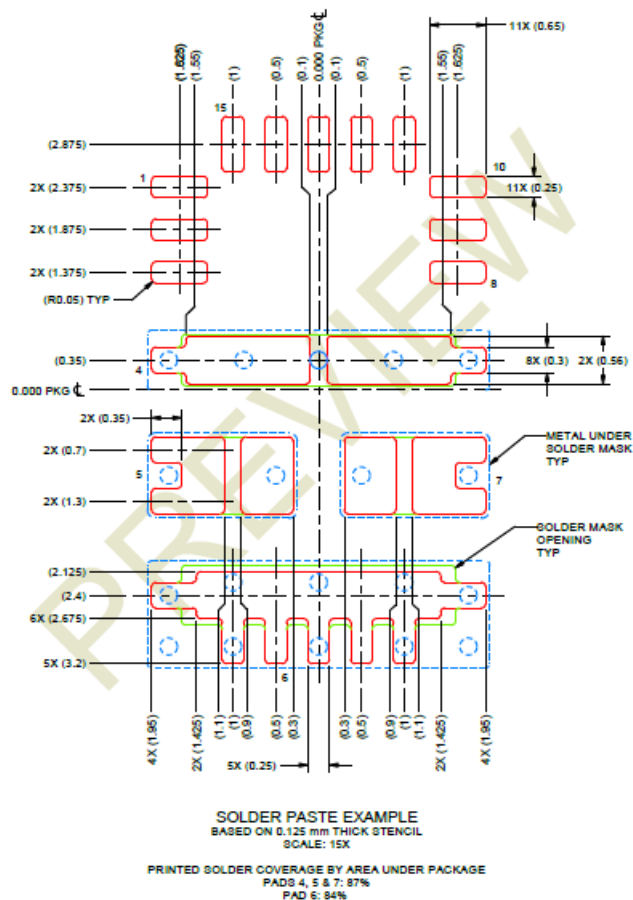 (1.625)
(1.55)
(1)
(0.5)
0.000 PKG ℄
(0.1)
(0.1)
(0.5)
(1)
(1.55)
(1.625)
11X (0.65)
15
(2.875)
1
10
2X (2.375)
11X (0.25)
2X (1.875)
2X (1.375)
8
(R0.05) TYP
(0.35)
4
8X (0.3)
2X (0.56)
0.000 PKG ℄
2X (0.35)
2X (0.7)
METAL UNDER
SOLDER MASK
TYP
5
7
2X (1.3)
SOLDER MASK
OPENING
TYP
(2.125)
(2.4)
6X (2.675)
5X (3.2)
6
4X (1.95)
2X (1.425)
(1.1)
(1)
(0.9)
(0.5)
(0.3)
(0.3)
(0.5)
(0.9)
(1)
(1.1)
2X (1.425)
4X (1.95)
5X (0.25)
PREVIEW
SOLDER PASTE EXAMPLE
BASED ON 0.125 mm THICK STENCIL
SCALE: 15X
PRINTED SOLDER COVERAGE BY AREA UNDER PACKAGE
PADS 4, 5 & 7: 87%
PAD 6: 84%